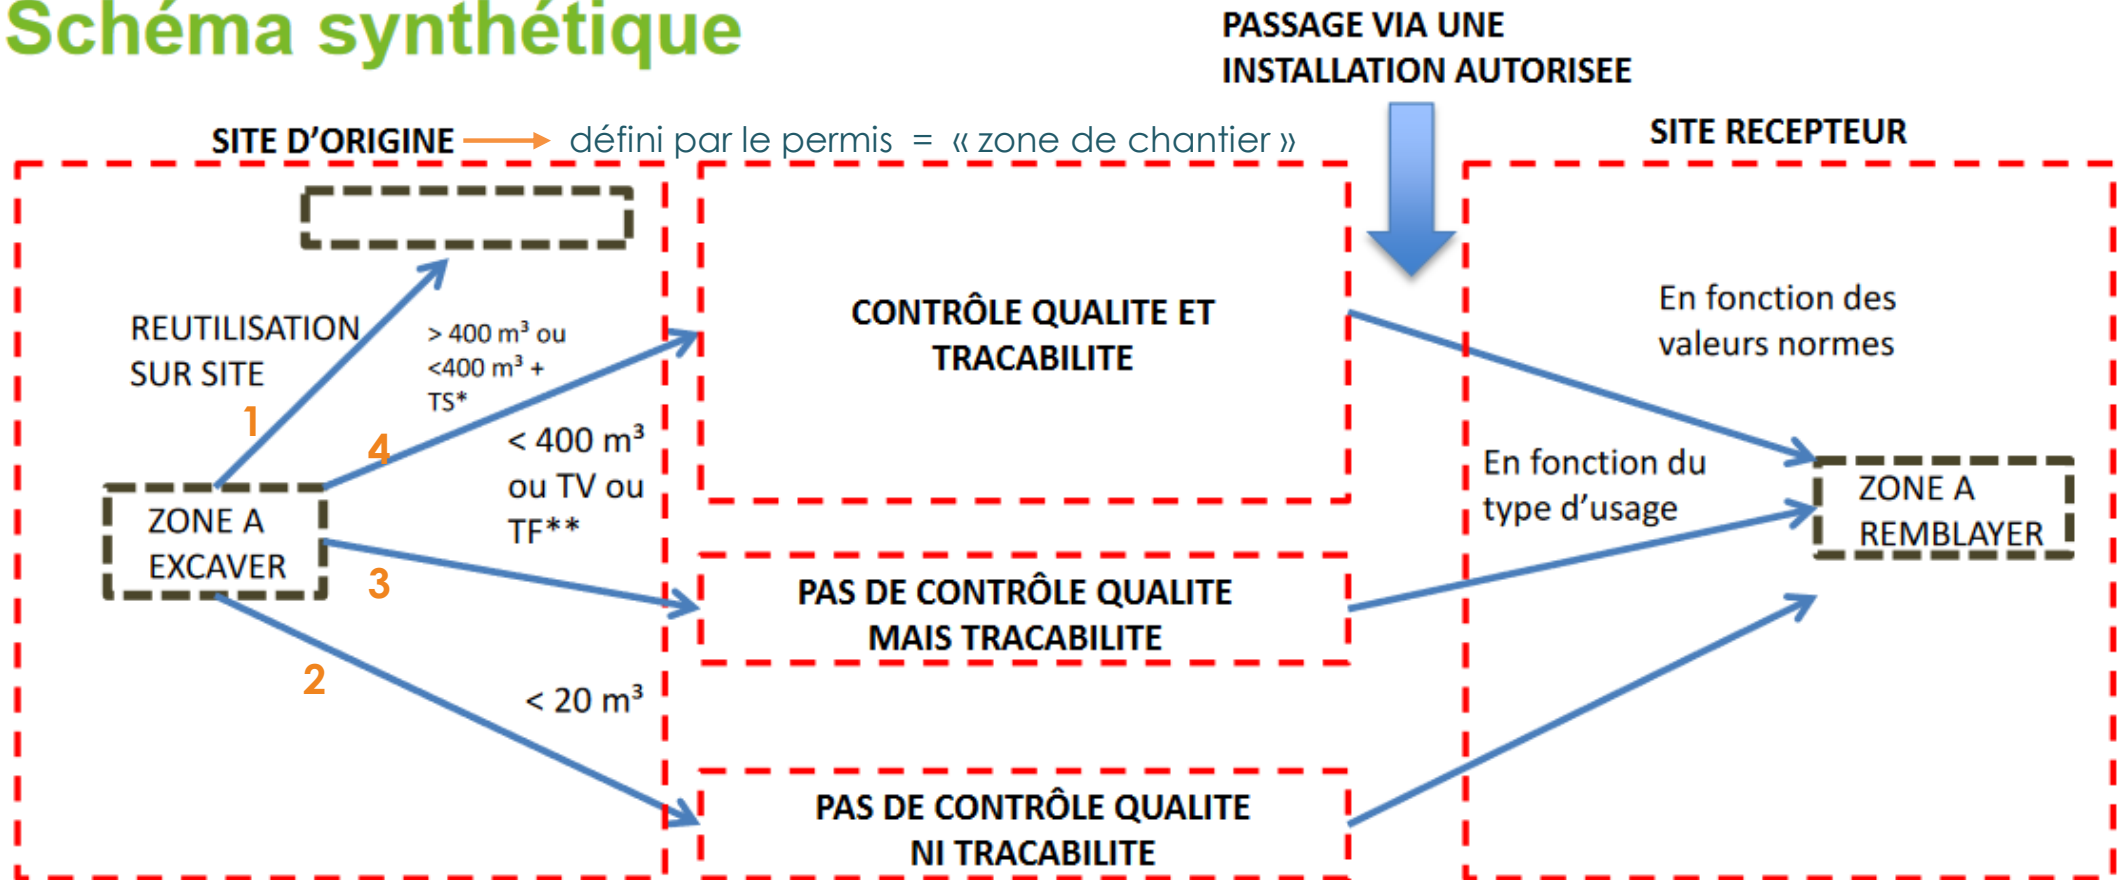 Schéma synthétique
PASSAGE VIA UNE
INSTALLATION AUTORISEE
SITE D'ORIGINE
défini par le permis = « zone de chantier »
SITE RECEPTEUR
REUTILISATION
SUR SITE
1
> 400 m³ ou
<400 m³ +
TS*
4
< 400 m³
ou TV ou
TF**
ZONE A
EXCAVER
3
2
< 20 m³
CONTRÔLE QUALITE ET
TRACABILITE
PAS DE CONTRÔLE QUALITE
MAIS TRACABILITE
PAS DE CONTRÔLE QUALITE
NI TRACABILITE
En fonction des
valeurs normes
En fonction du
type d'usage
ZONE A
REMBLAYER